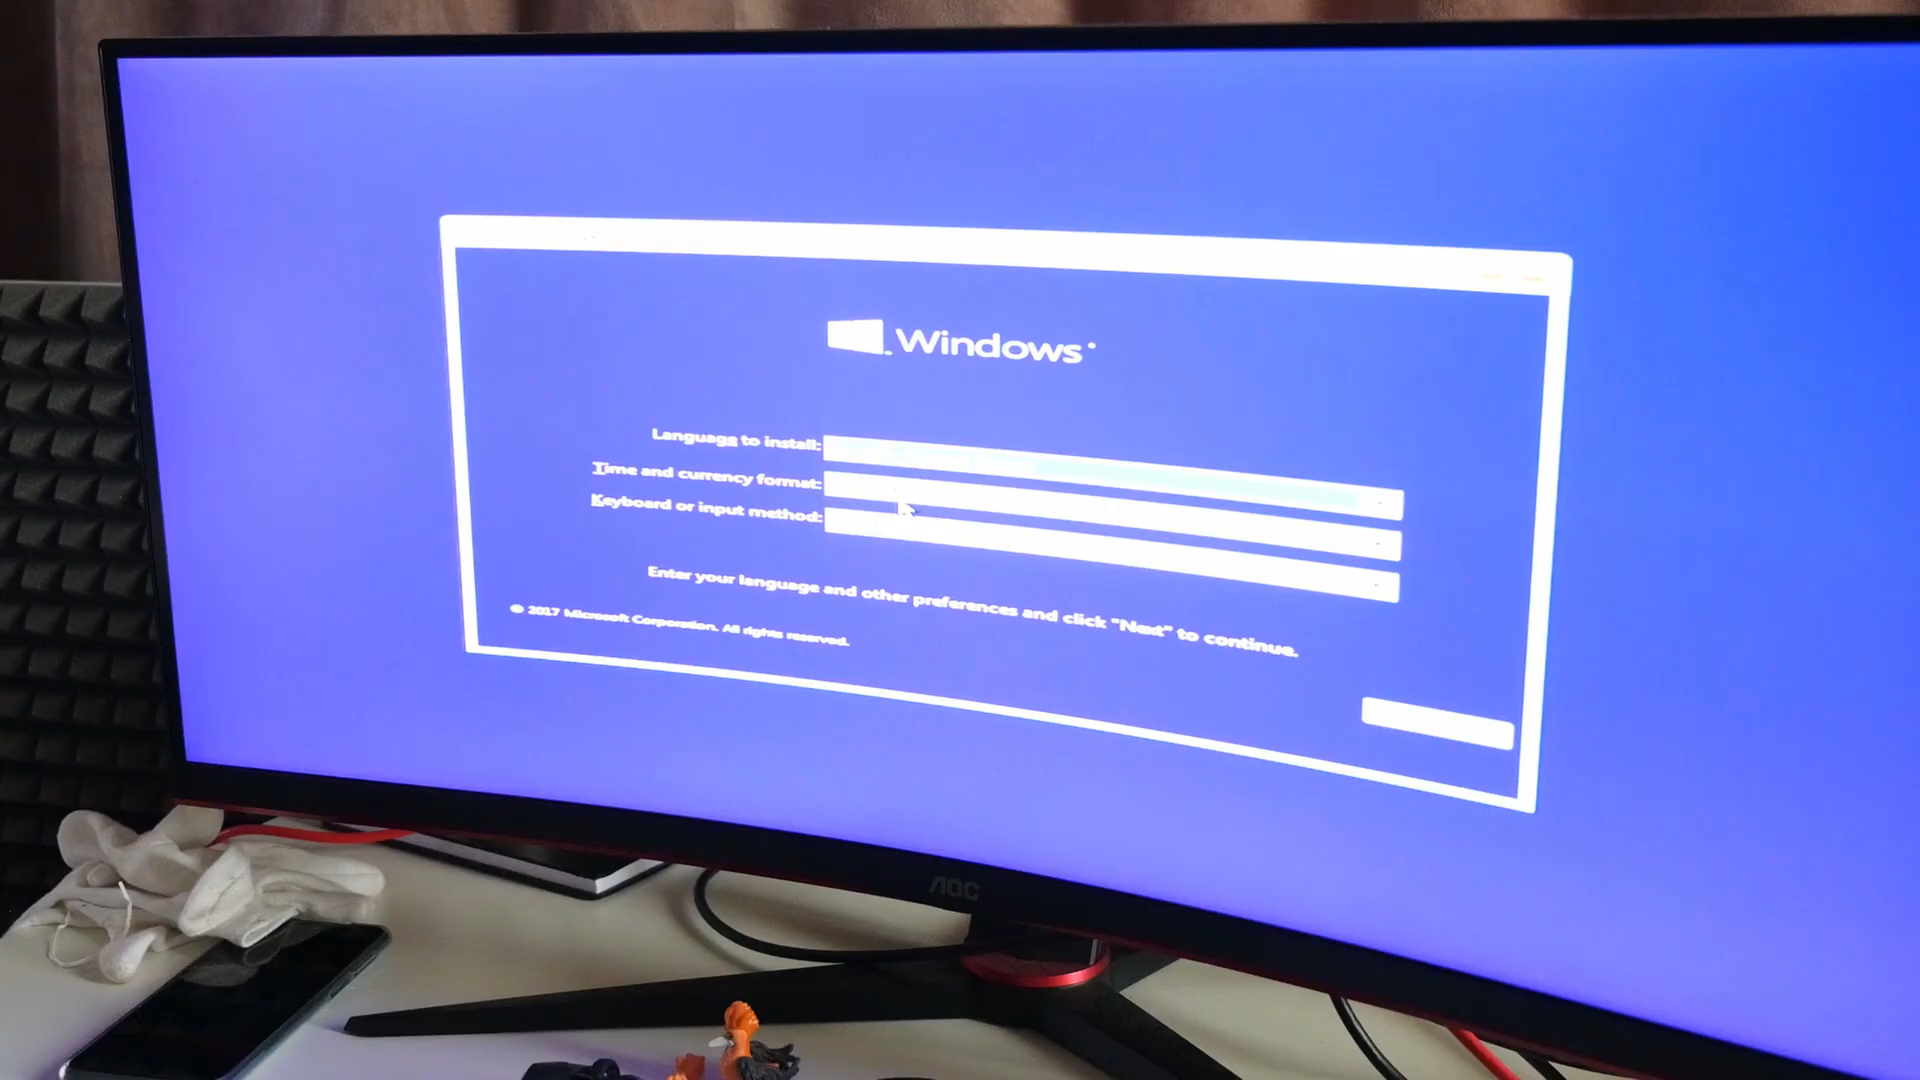 Windows
Language to install:
Time and currency format:
Keyboard or input method:
Enter your language and other preferences and click "Next" to continue.
© 2017 Microsoft Corporation. All rights reserved.
AOC